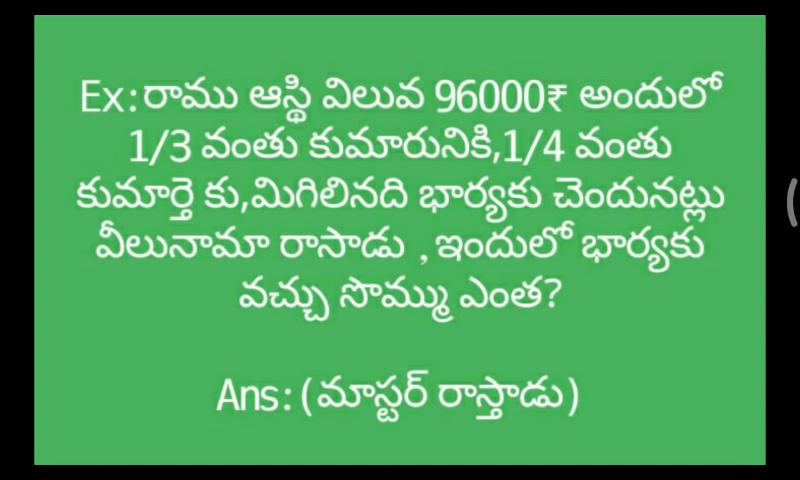 Ex:రాము ఆస్థి విలువ 96000₹ అందులో
1/3 వంతు కుమారునికి,1/4 వంతు
కుమార్తె కు,మిగిలినది భార్యకు చెందునట్లు
వీలునామా రాసాడు ,ఇందులో భార్యకు
వచ్చు సొమ్ము ఎంత?
Ans:(మాస్టర్ రాస్తాడు)